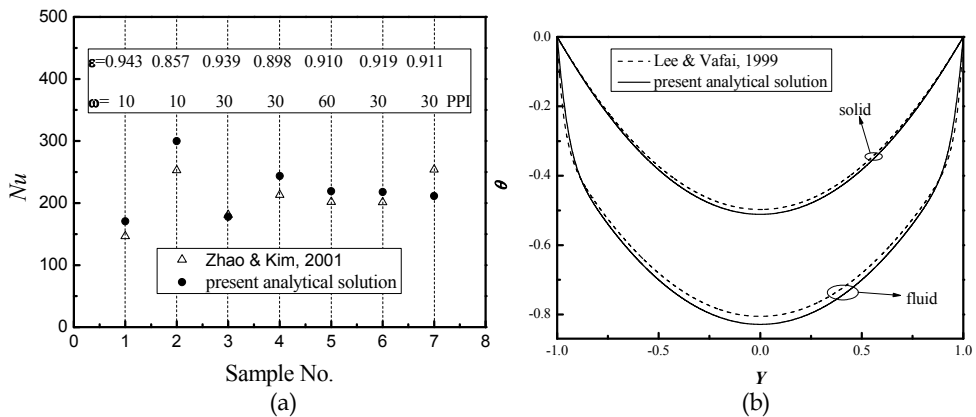 500
400
300
200
100
0
ε=0.943 0.857 0.939 0.898 0.910 0.919 0.911
ω= 10 10 30 30 60 30 30 PPI
Zhao & Kim, 2001
present analytical solution
0 1 2 3 4 5 6 7 8
Nu
Sample No.
(a)
0.0
-0.2
-0.4
-0.6
-0.8
θ
Lee & Vafai, 1999
present analytical solution
solid
fluid
-1.0 -0.5 0.0 0.5 1.0
Y
(b)